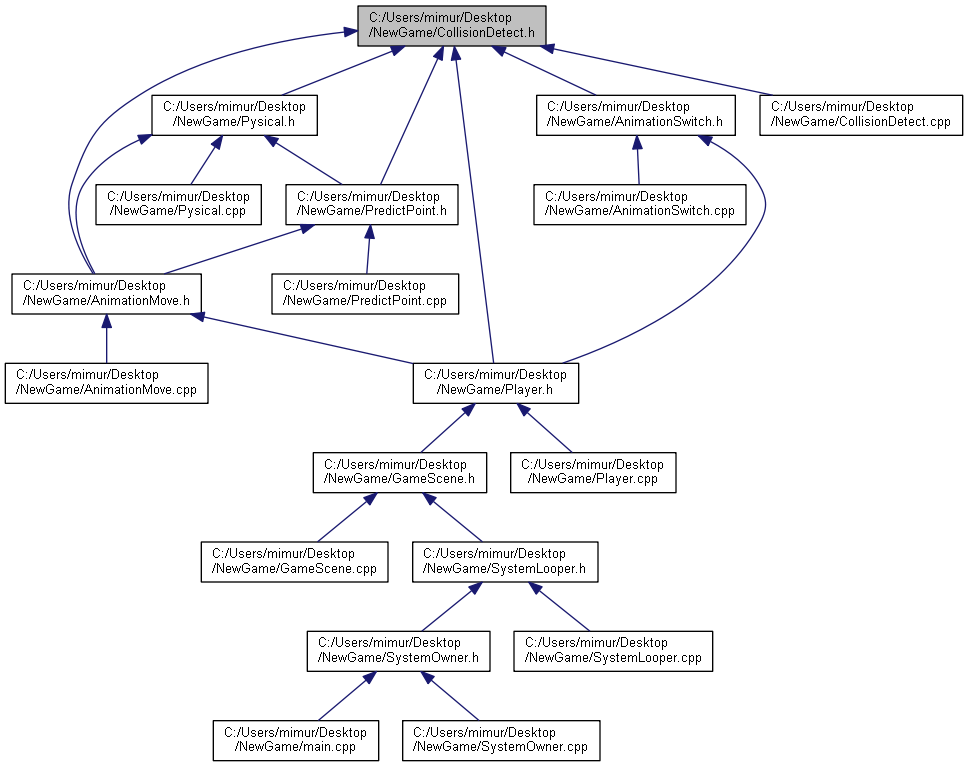 C:/Users/mimur/Desktop
/NewGame/CollisionDetect.h
C:/Users/mimur/Desktop
/NewGame/Pysical.h
C:/Users/mimur/Desktop
/NewGame/AnimationSwitch.h
C:/Users/mimur/Desktop
/NewGame/CollisionDetect.cpp
C:/Users/mimur/Desktop
/NewGame/Pysical.cpp
C:/Users/mimur/Desktop
/NewGame/PredictPoint.h
C:/Users/mimur/Desktop
/NewGame/AnimationSwitch.cpp
C:/Users/mimur/Desktop
/NewGame/AnimationMove.h
C:/Users/mimur/Desktop
/NewGame/PredictPoint.cpp
C:/Users/mimur/Desktop
/NewGame/AnimationMove.cpp
C:/Users/mimur/Desktop
/NewGame/Player.h
C:/Users/mimur/Desktop
/NewGame/GameScene.h
C:/Users/mimur/Desktop
/NewGame/Player.cpp
C:/Users/mimur/Desktop
/NewGame/GameScene.cpp
C:/Users/mimur/Desktop
/NewGame/SystemLooper.h
C:/Users/mimur/Desktop
/NewGame/SystemOwner.h
C:/Users/mimur/Desktop
/NewGame/SystemLooper.cpp
C:/Users/mimur/Desktop
/NewGame/main.cpp
C:/Users/mimur/Desktop
/NewGame/SystemOwner.cpp